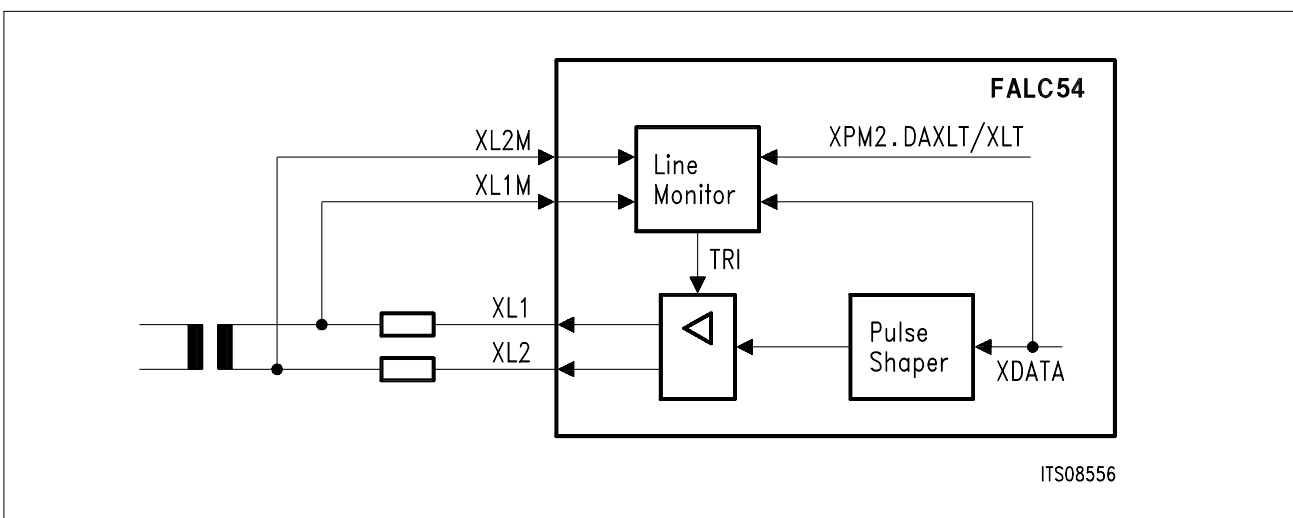 FALC54
XL2M
XPM2.DAXLT/XLT
Line
Monitor
XL1M
TRI
XL1
Pulse
Shaper
XL2
XDATA
ITS08556